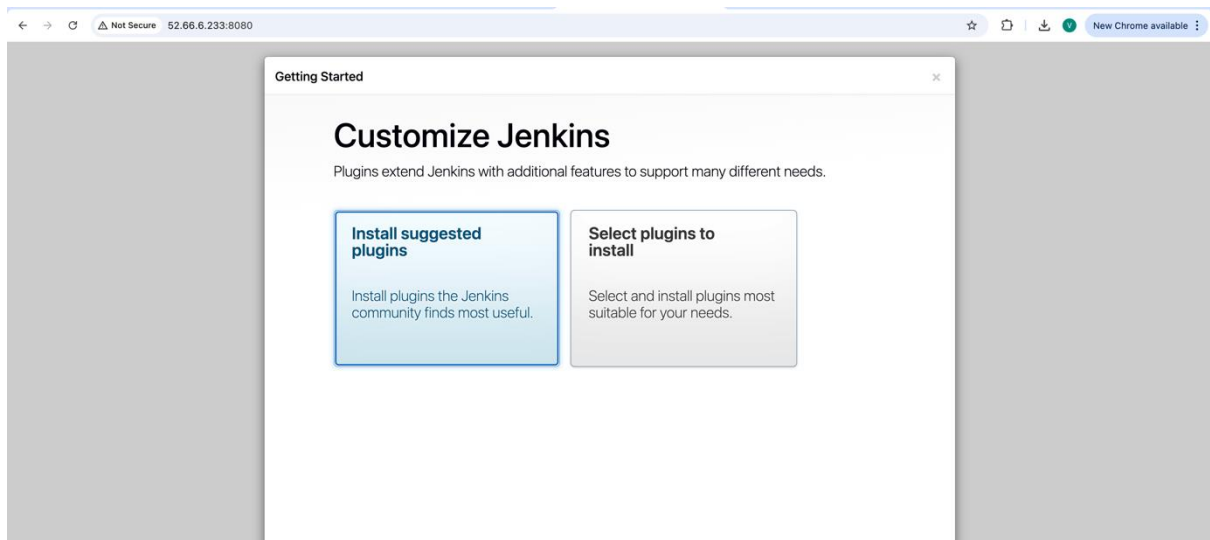 Not Secure 52.66.6.233:8080
V
New Chrome available
Getting Started
Customize Jenkins
Plugins extend Jenkins with additional features to support many different needs.
Install suggested
plugins
Install plugins the Jenkins
community finds most useful.
Select plugins to
install
Select and install plugins most
suitable for your needs.